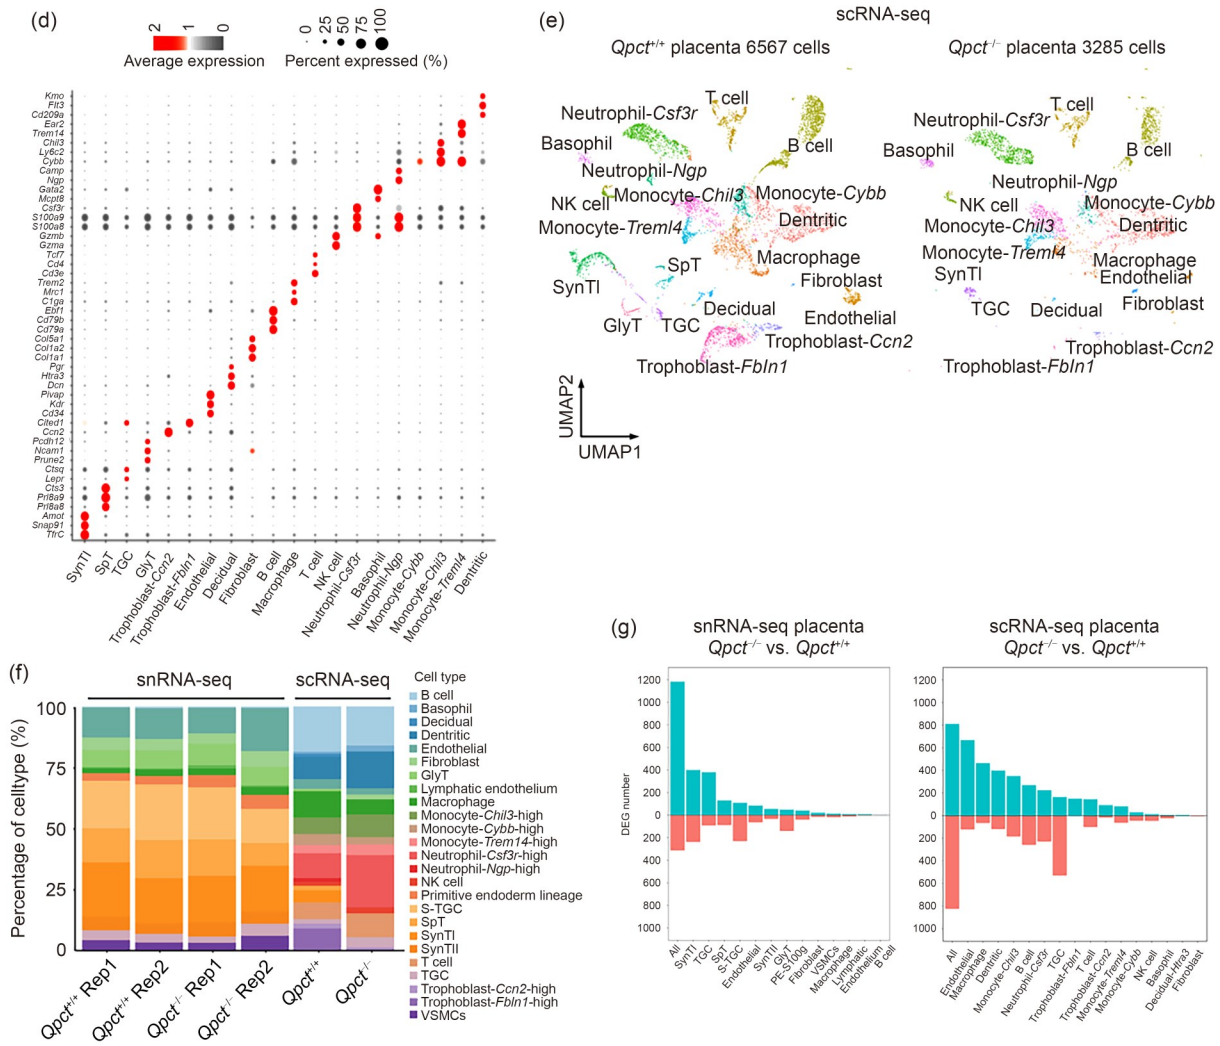 (d)
2 1 0
Average expression
0 25 50 75 100
Percent expressed (%)
Kmo
Flt3
Cd209a
Ear2
Trem14
Chil3
Ly6c2
Cybb
Camp
Ngp
Gata2
Mcpt8
Csf3r
S100a9
S100a8
Gzmb
Gzma
Tcf7
Cd4
Cd3e
Trem2
Mrc1
C1ga
Ebf1
Cd79b
Cd79a
Col5a1
Col1a2
Col1a1
Pgr
Htra3
Dcn
Plvap
Kdr
Cd34
Cited1
Ccn2
Pcdh12
Ncam1
Prune2
Ctsq
Lepr
Cts3
Prl8a9
Prl8a8
Amot
Snap91
TfrC
SynTI
SpT
TGC
GlyT
Trophoblast-Ccn2
Trophoblast-Fbln1
Endothelial
Decidual
Fibroblast
B cell
Macrophage
T cell
NK cell
Neutrophil-Csf3r
Basophil
Neutrophil-Ngp
Monocyte-Cybb
Monocyte-Chil3
Monocyte-Treml4
Dentritic
(e)
scRNA-seq
Qpct+/+ placenta 6567 cells
T cell
Neutrophil-Csf3r
B cell
Basophil
Neutrophil-Ngp
NK cell
Monocyte-Chil3
Monocyte-Cybb
Monocyte-Treml4
Dentritic
Macrophage
SpT
SynTI
Fibroblast
Decidual
GlyT
TGC
Endothelial
Trophoblast-Ccn2
Trophoblast-Fbln1
UMAP2
UMAP1
Qpct-/- placenta 3285 cells
T cell
Neutrophil-Csf3r
Basophil
B cell
Neutrophil-Ngp
NK cell
Monocyte-Cybb
Monocyte-Chil3
Dentritic
Monocyte-Treml4
Macrophage
SynTI
Endothelial
TGC
Decidual
Fibroblast
Trophoblast-Ccn2
Trophoblast-Fbln1
(f)
snRNA-seq
scRNA-seq
Percentage of celltype (%)
100
75
50
25
0
Qpct+/+ Rep1
Qpct+/+ Rep2
Qpct-/- Rep1
Qpct-/- Rep2
Qpct+/+
Qpct-/-
Cell type
B cell
Basophil
Decidual
Dentritic
Endothelial
Fibroblast
GlyT
Lymphatic endothelium
Macrophage
Monocyte-Chil3-high
Monocyte-Cybb-high
Monocyte-Trem14-high
Neutrophil-Csf3r-high
Neutrophil-Ngp-high
NK cell
Primitive endoderm lineage
S-TGC
SpT
SynTI
SynTII
T cell
TGC
Trophoblast-Ccn2-high
Trophoblast-Fbln1-high
VSMCs
(g)
snRNA-seq placenta
Qpct-/- vs. Qpct+/+
DEG number
1200
1000
800
600
400
200
0
200
400
600
800
1000
All
SynTI
TGC
SpT
S-TGC
Endothelial
SynTII
GlyT
PE-S100g
Fibroblast
VSMCs
Macrophage
Lymphatic
Endothelium
B cell
scRNA-seq placenta
Qpct-/- vs. Qpct+/+
1200
1000
800
600
400
200
0
200
400
600
800
1000
All
Endothelial
Macrophage
Dentritic
Monocyte-Chil3
B cell
Neutrophil-Csf3r
TGC
Trophoblast-Fbln1
T cell
Trophoblast-Ccn2
Monocyte-Treml4
Monocyte-Cybb
NK cell
Basophil
Decidual-Htra3
Fibroblast